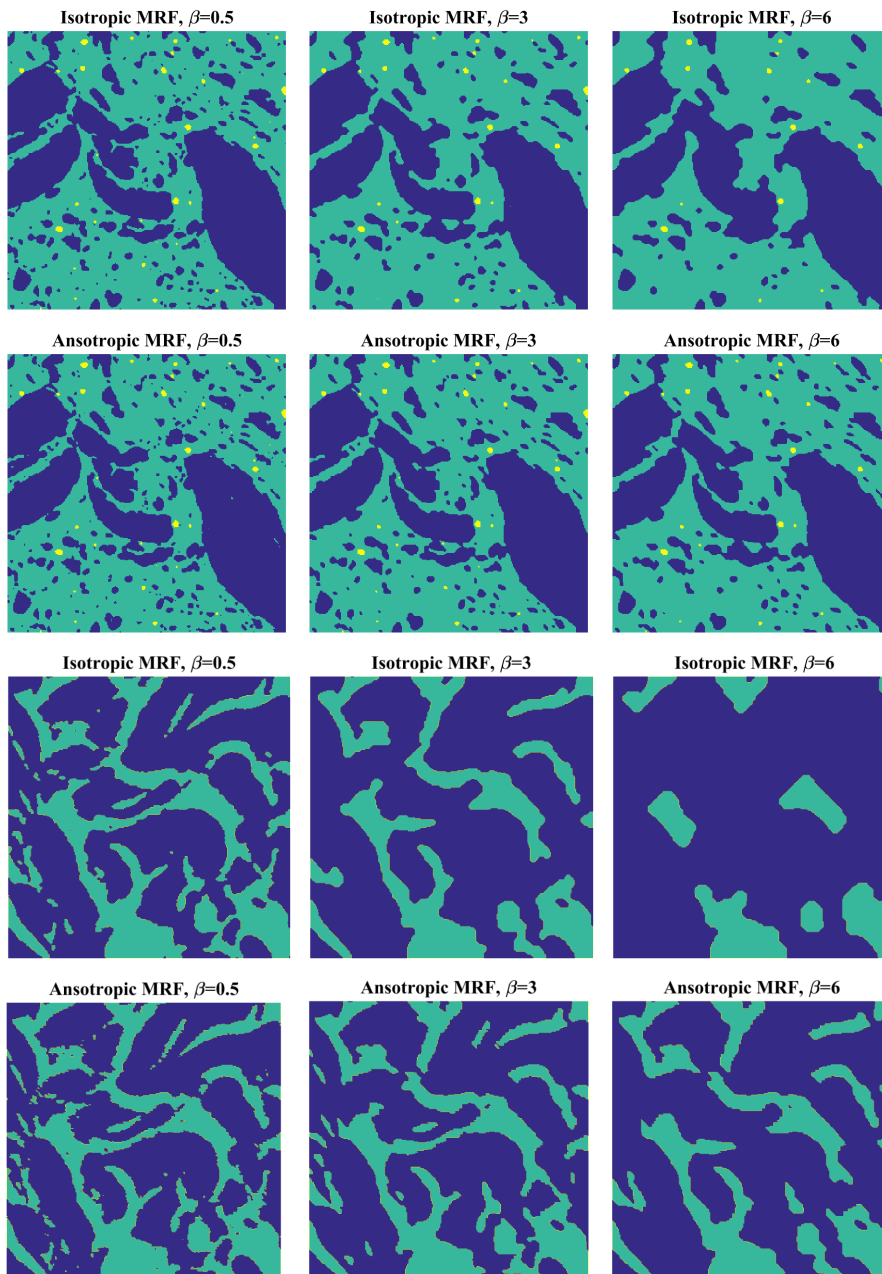 Isotropic MRF, β=0.5
Isotropic MRF, β=3
Isotropic MRF, β=6
Ansotropic MRF, β=0.5
Ansotropic MRF, β=3
Ansotropic MRF, β=6
Isotropic MRF, β=0.5
Isotropic MRF, β=3
Isotropic MRF, β=6
Ansotropic MRF, β=0.5
Ansotropic MRF, β=3
Ansotropic MRF, β=6